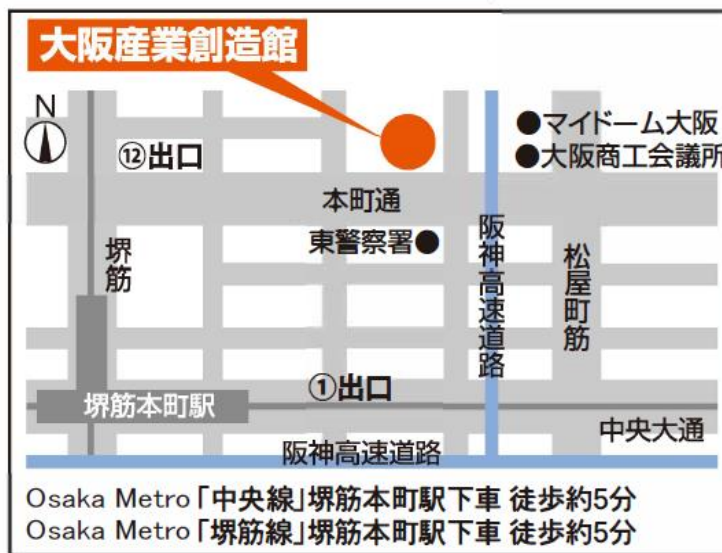 大阪産業創造館
N
⑫出口
●マイドーム大阪
●大阪商工会議所
本町通
東警察署●
堺筋
阪神高速道路
松屋町筋
①出口
堺筋本町駅
中央大通
阪神高速道路
Osaka Metro「中央線」堺筋本町駅下車 徒歩約5分
Osaka Metro「堺筋線」堺筋本町駅下車 徒歩約5分